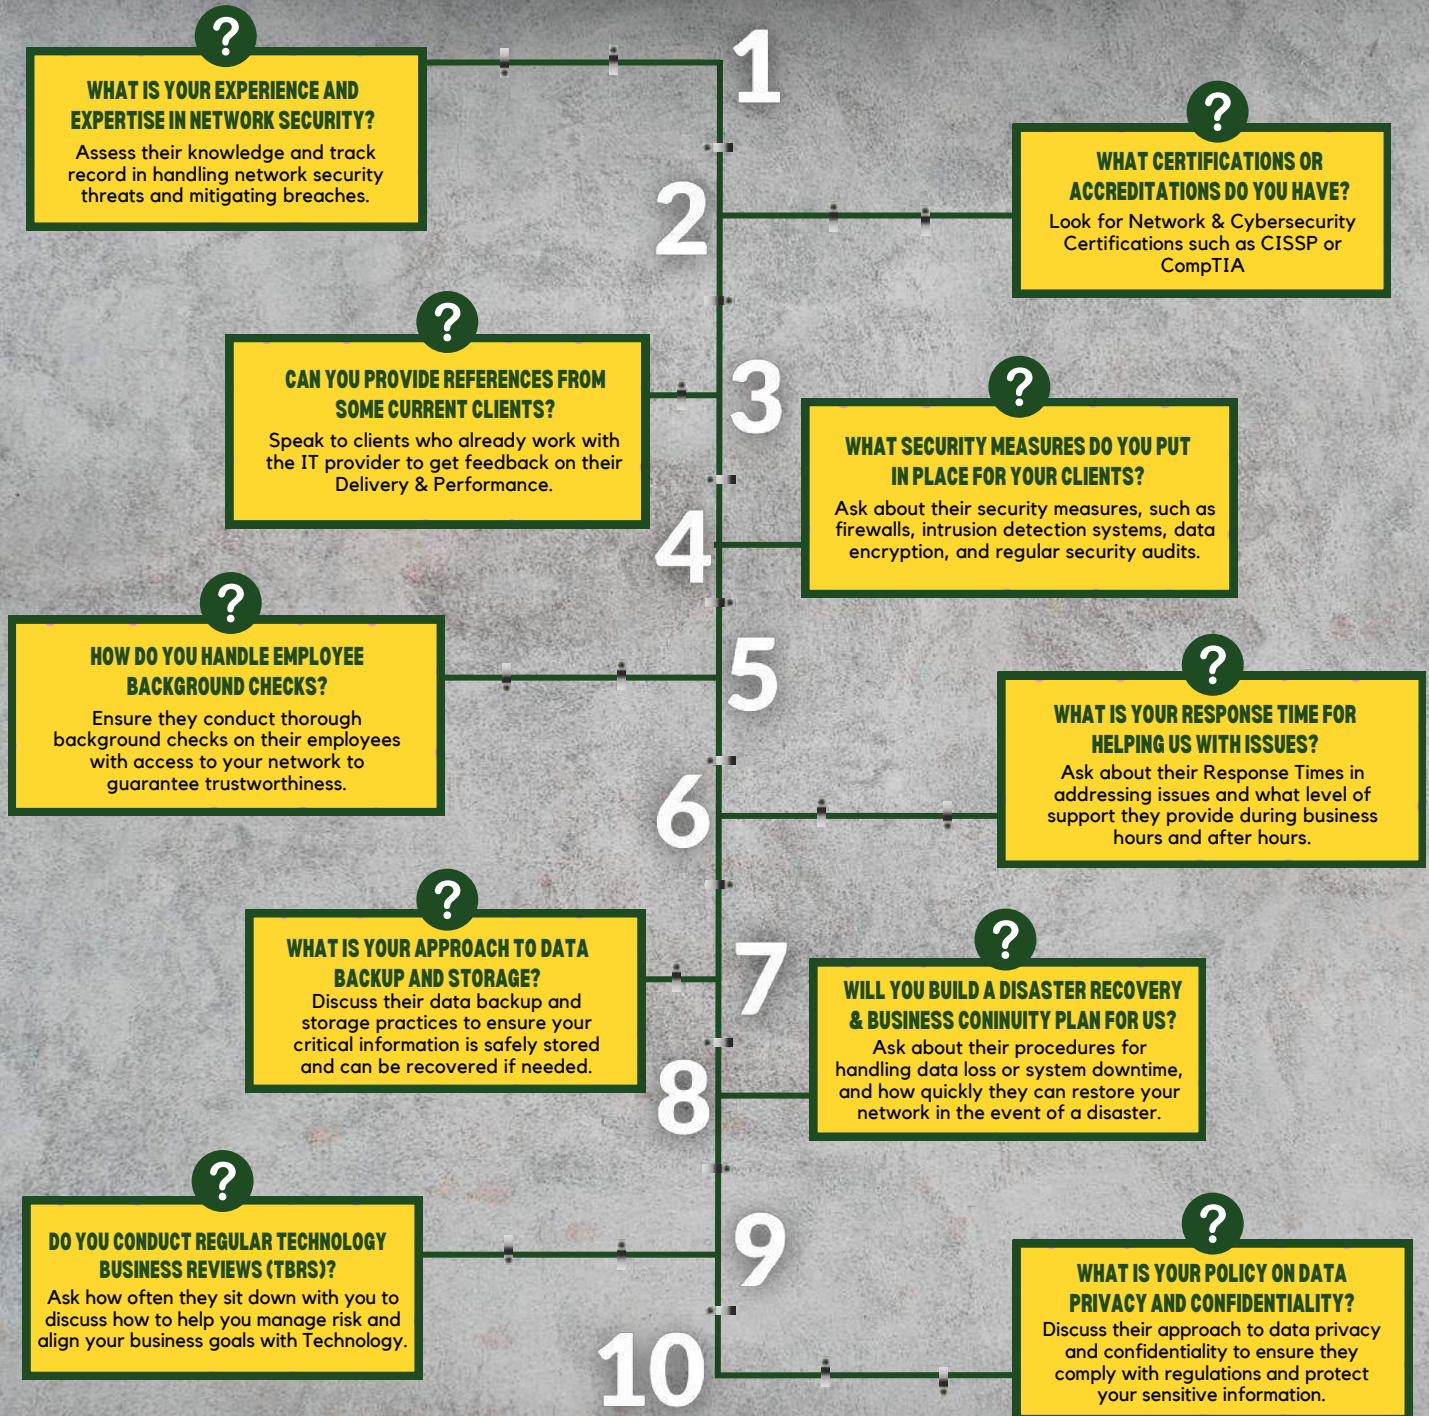 ?
1
WHAT IS YOUR EXPERIENCE AND
EXPERTISE IN NETWORK SECURITY?
Assess their knowledge and track
record in handling network security
threats and mitigating breaches.
?
2
WHAT CERTIFICATIONS OR
ACCREDITATIONS DO YOU HAVE?
Look for Network & Cybersecurity
Certifications such as CISSP or
CompTIA
?
3
CAN YOU PROVIDE REFERENCES FROM
SOME CURRENT CLIENTS?
Speak to clients who already work with
the IT provider to get feedback on their
Delivery & Performance.
?
4
WHAT SECURITY MEASURES DO YOU PUT
IN PLACE FOR YOUR CLIENTS?
Ask about their security measures, such as
firewalls, intrusion detection systems, data
encryption, and regular security audits.
?
5
HOW DO YOU HANDLE EMPLOYEE
BACKGROUND CHECKS?
Ensure they conduct thorough
background checks on their employees
with access to your network to
guarantee trustworthiness.
?
6
WHAT IS YOUR RESPONSE TIME FOR
HELPING US WITH ISSUES?
Ask about their Response Times in
addressing issues and what level of
support they provide during business
hours and after hours.
?
7
WHAT IS YOUR APPROACH TO DATA
BACKUP AND STORAGE?
Discuss their data backup and
storage practices to ensure your
critical information is safely stored
and can be recovered if needed.
?
8
WILL YOU BUILD A DISASTER RECOVERY
& BUSINESS CONINUITY PLAN FOR US?
Ask about their procedures for
handling data loss or system downtime,
and how quickly they can restore your
network in the event of a disaster.
?
9
DO YOU CONDUCT REGULAR TECHNOLOGY
BUSINESS REVIEWS (TBRS)?
Ask how often they sit down with you to
discuss how to help you manage risk and
align your business goals with Technology.
?
10
WHAT IS YOUR POLICY ON DATA
PRIVACY AND CONFIDENTIALITY?
Discuss their approach to data privacy
and confidentiality to ensure they
comply with regulations and protect
your sensitive information.